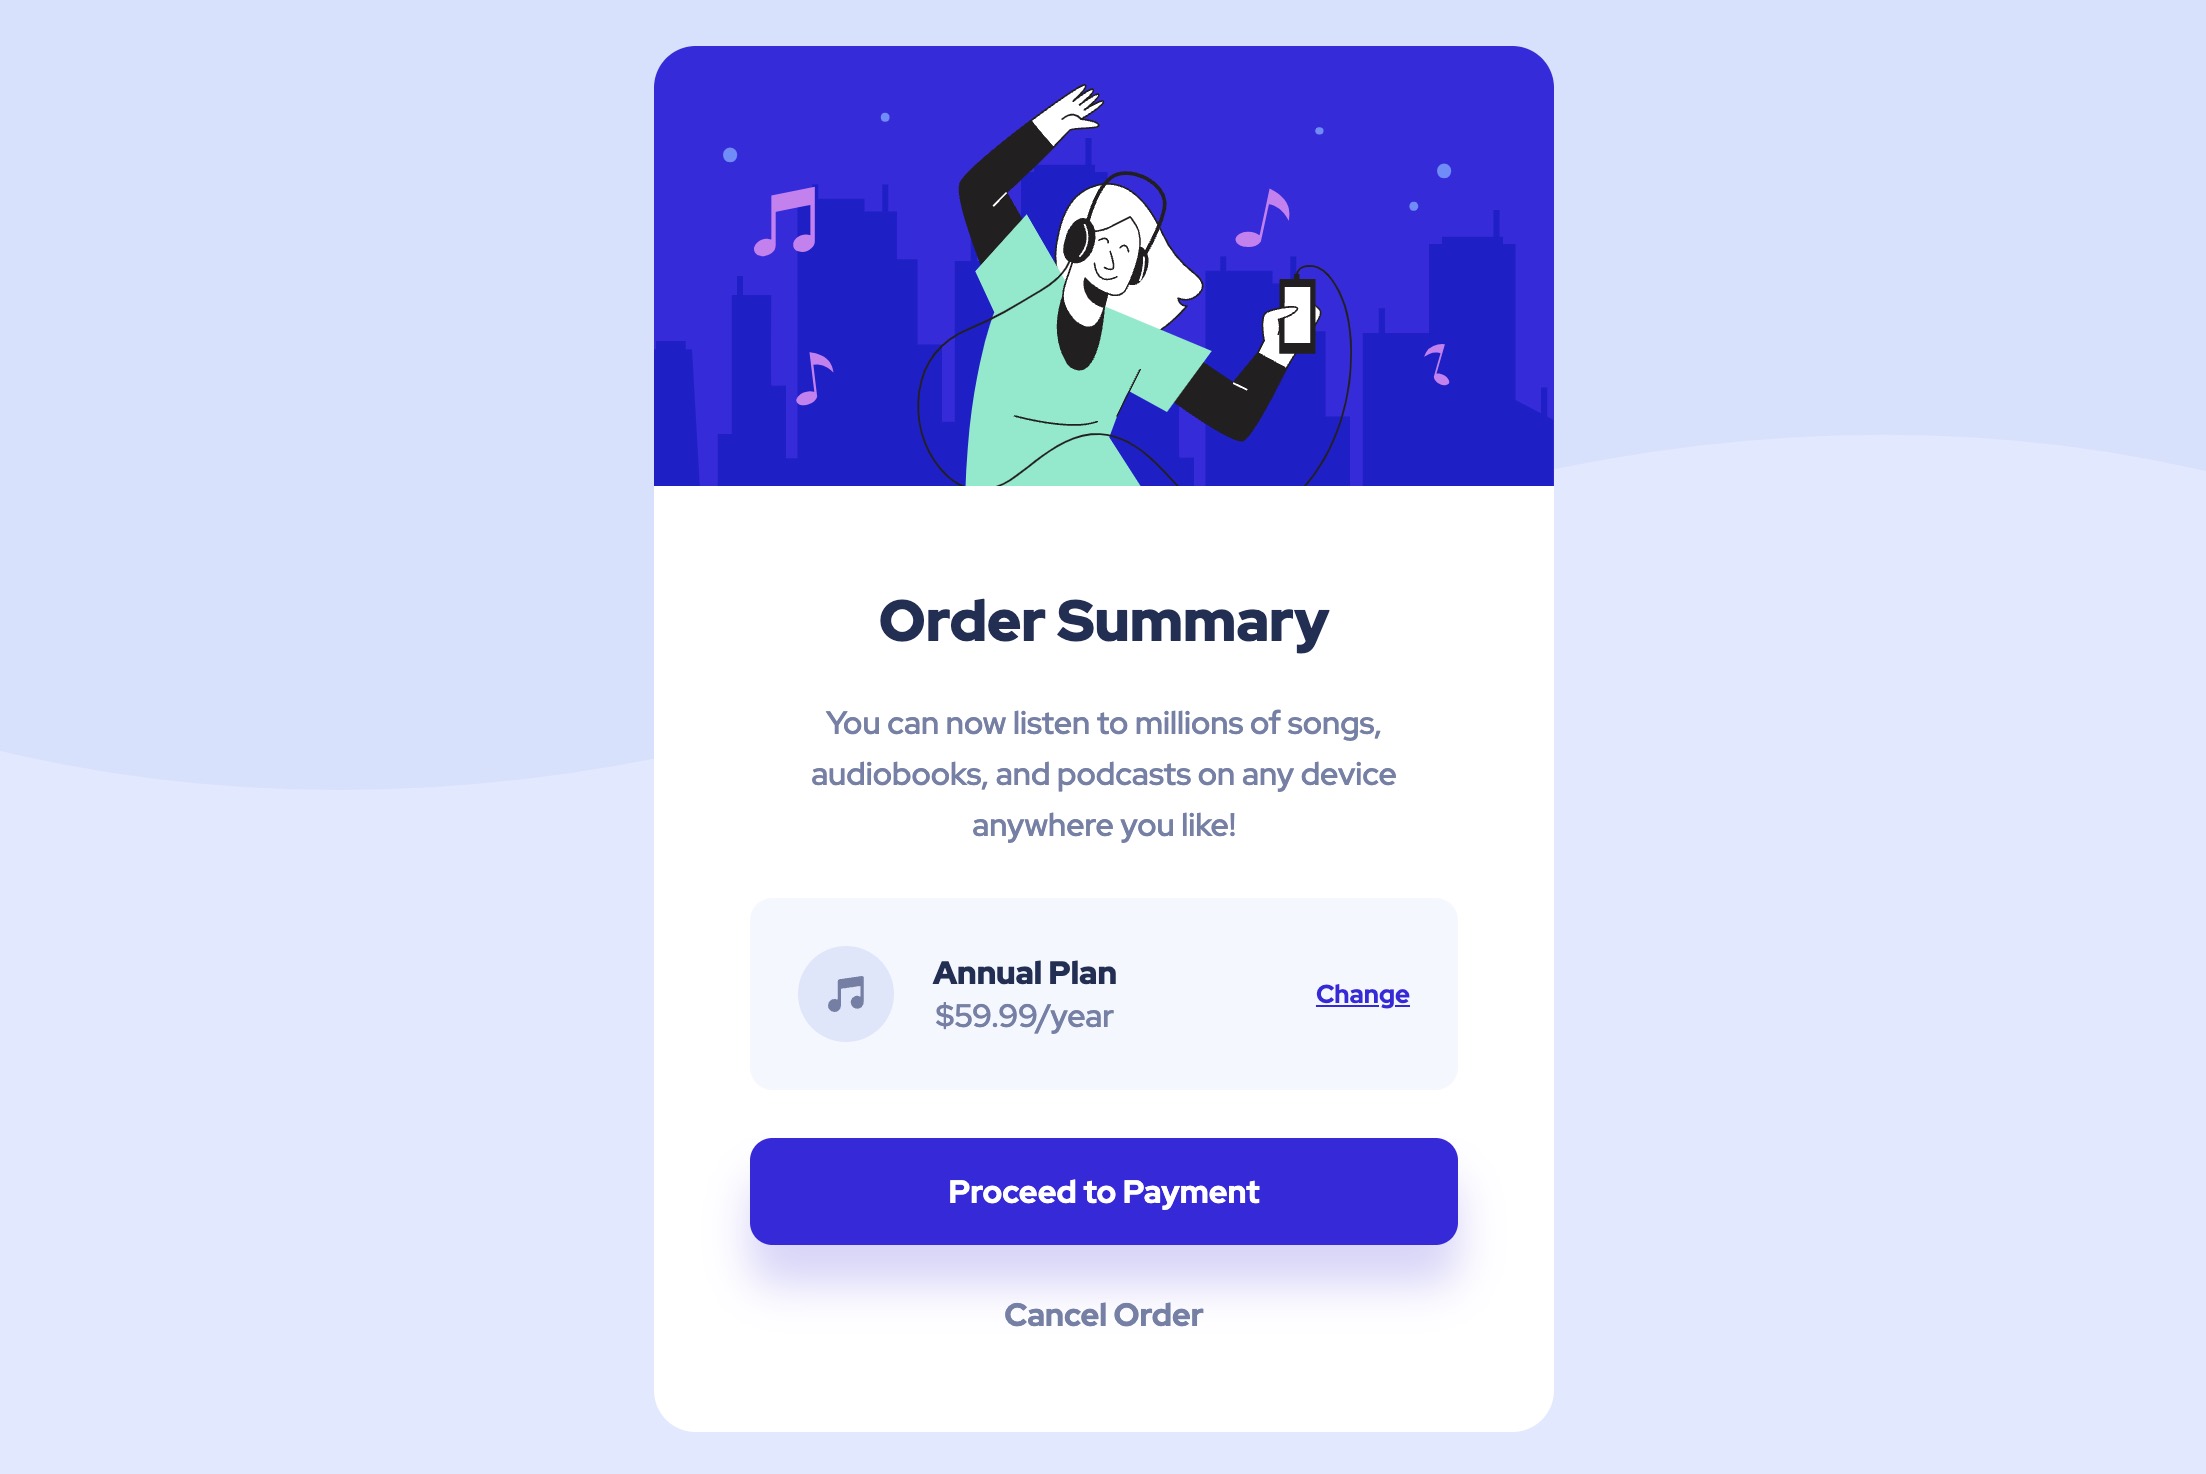 Order Summary
You can now listen to millions of songs,
audiobooks, and podcasts on any device
anywhere you like!
Annual Plan
$59.99/year
Change
Proceed to Payment
Cancel Order